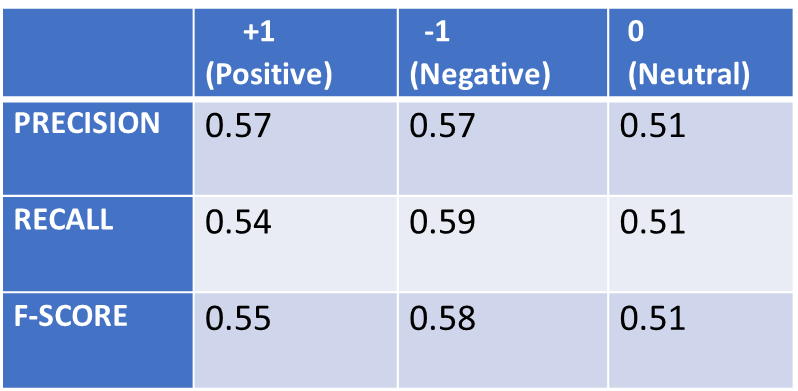 +1 -1 0
(Positive) (Negative) (Neutral)
PRECISION 0.57 0.57 0.51
RECALL 0.54 0.59 0.51
F-SCORE 0.55 0.58 0.51